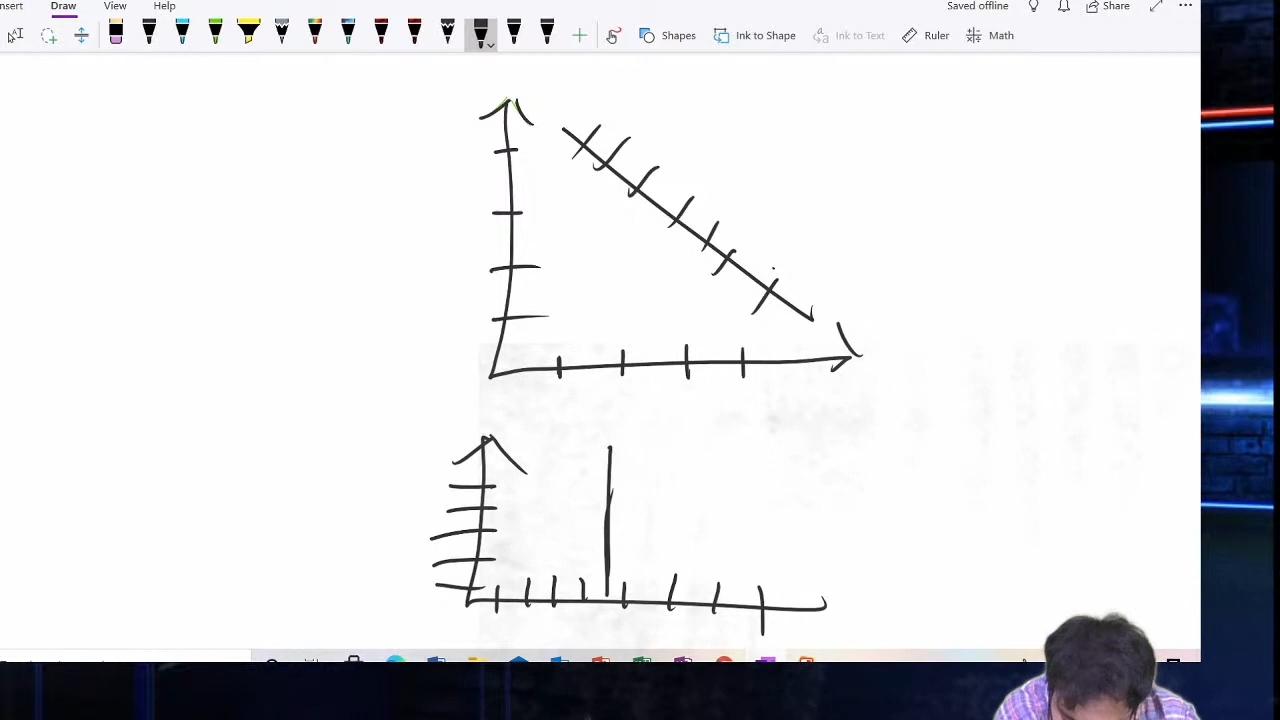 nsert Draw View Help Saved offline Share
Shapes Ink to Shape Ink to Text Ruler Math